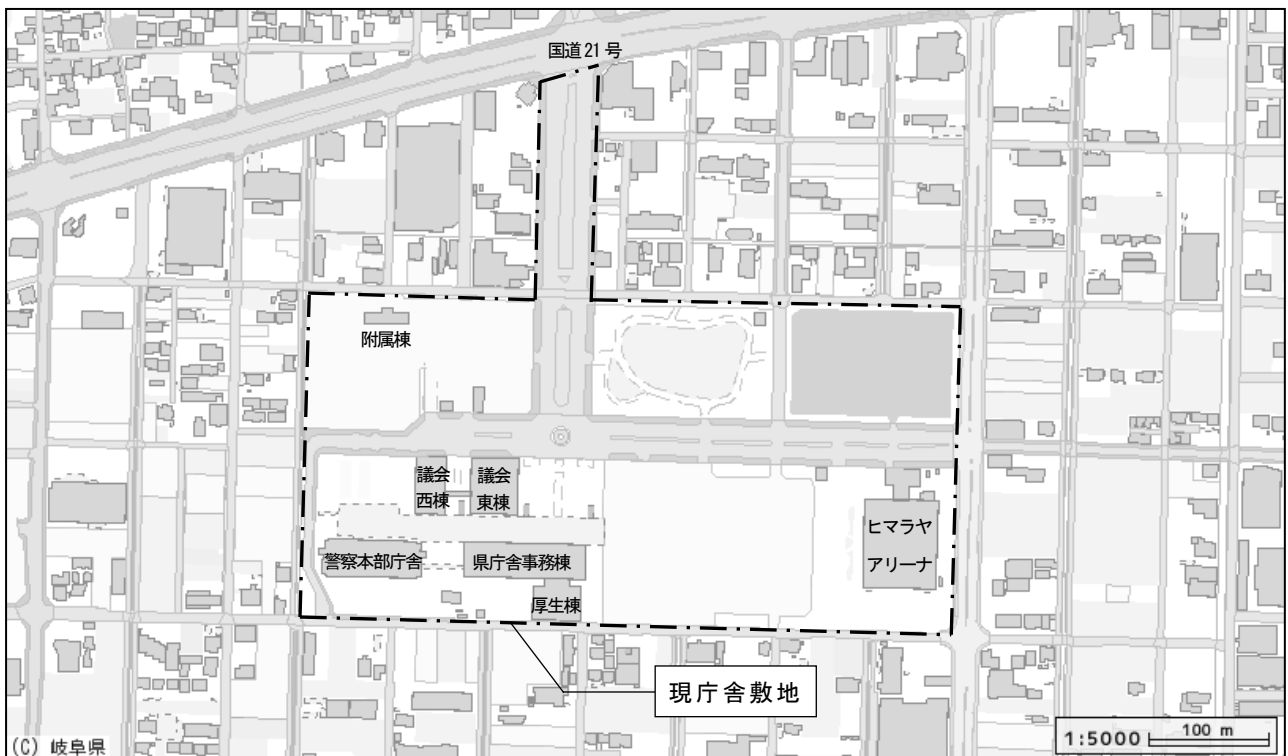 国道21号
附属棟
議会
西棟
議会
東棟
ヒマラヤ
アリーナ
警察本部庁舎
県庁舎事務棟
厚生棟
現庁舎敷地
1:5000 100 m
(C) 岐阜県